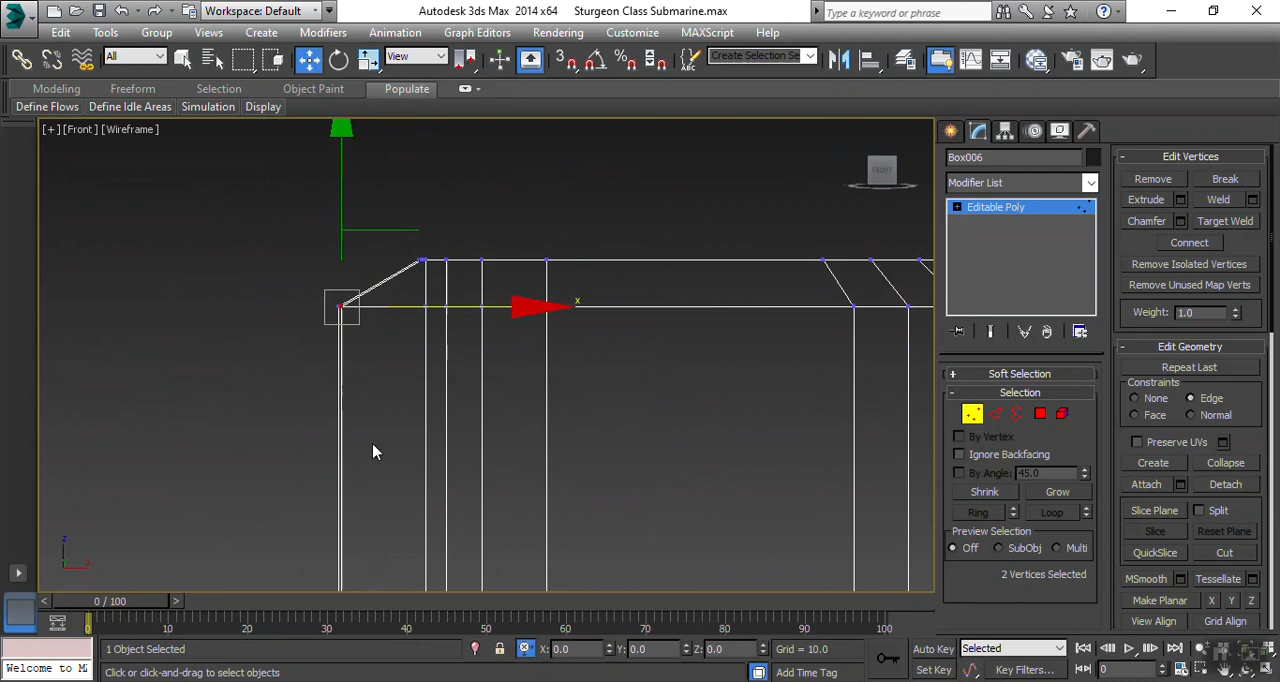 Workspace: Default
Autodesk 3ds Max 2014 x64
Sturgeon Class Submarine.max
Type a keyword or phrase
Edit Tools Group Views Create Modifiers Animation Graph Editors Rendering Customize MAXScript Help
All
View
3
Create Selection Se
Modeling Freeform Selection Object Paint Populate
Define Flows Define Idle Areas Simulation Display
[+] [Front] [Wireframe]
FRONT
x
z
x
Box006
Modifier List
Editable Poly
Soft Selection
Selection
By Vertex
Ignore Backfacing
By Angle: 45.0
Shrink Grow
Ring Loop
Preview Selection
Off SubObj Multi
2 Vertices Selected
Edit Vertices
Remove Break
Extrude Weld
Chamfer Target Weld
Connect
Remove Isolated Vertices
Remove Unused Map Verts
Weight: 1.0
Edit Geometry
Repeat Last
Constraints
None Edge
Face Normal
Preserve UVs
Create Collapse
Attach Detach
Slice Plane Split
Slice Reset Plane
QuickSlice Cut
MSmooth Tessellate
Make Planar X Y Z
View Align Grid Align
0 / 100
0 10 20 30 40 50 60 70 80 90 100
1 Object Selected
X: 0.0 Y: 0.0 Z: 0.0
Grid = 10.0
Auto Key Selected
Welcome to M
Click or click-and-drag to select objects
Add Time Tag
Set Key Key Filters...
0